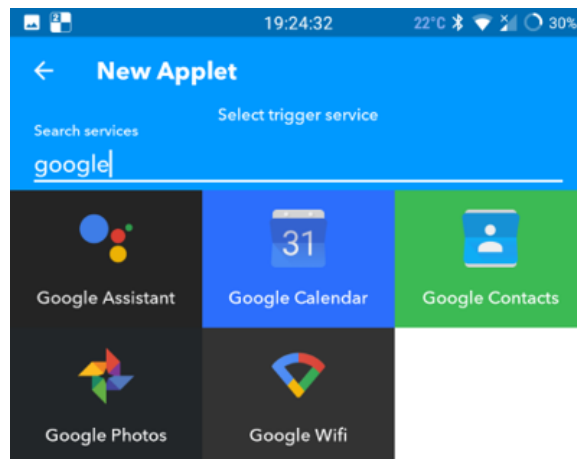 2 19:24:32 22°C 30%
New Applet
Select trigger service
Search services
google
31
Google Assistant Google Calendar Google Contacts
Google Photos Google Wifi